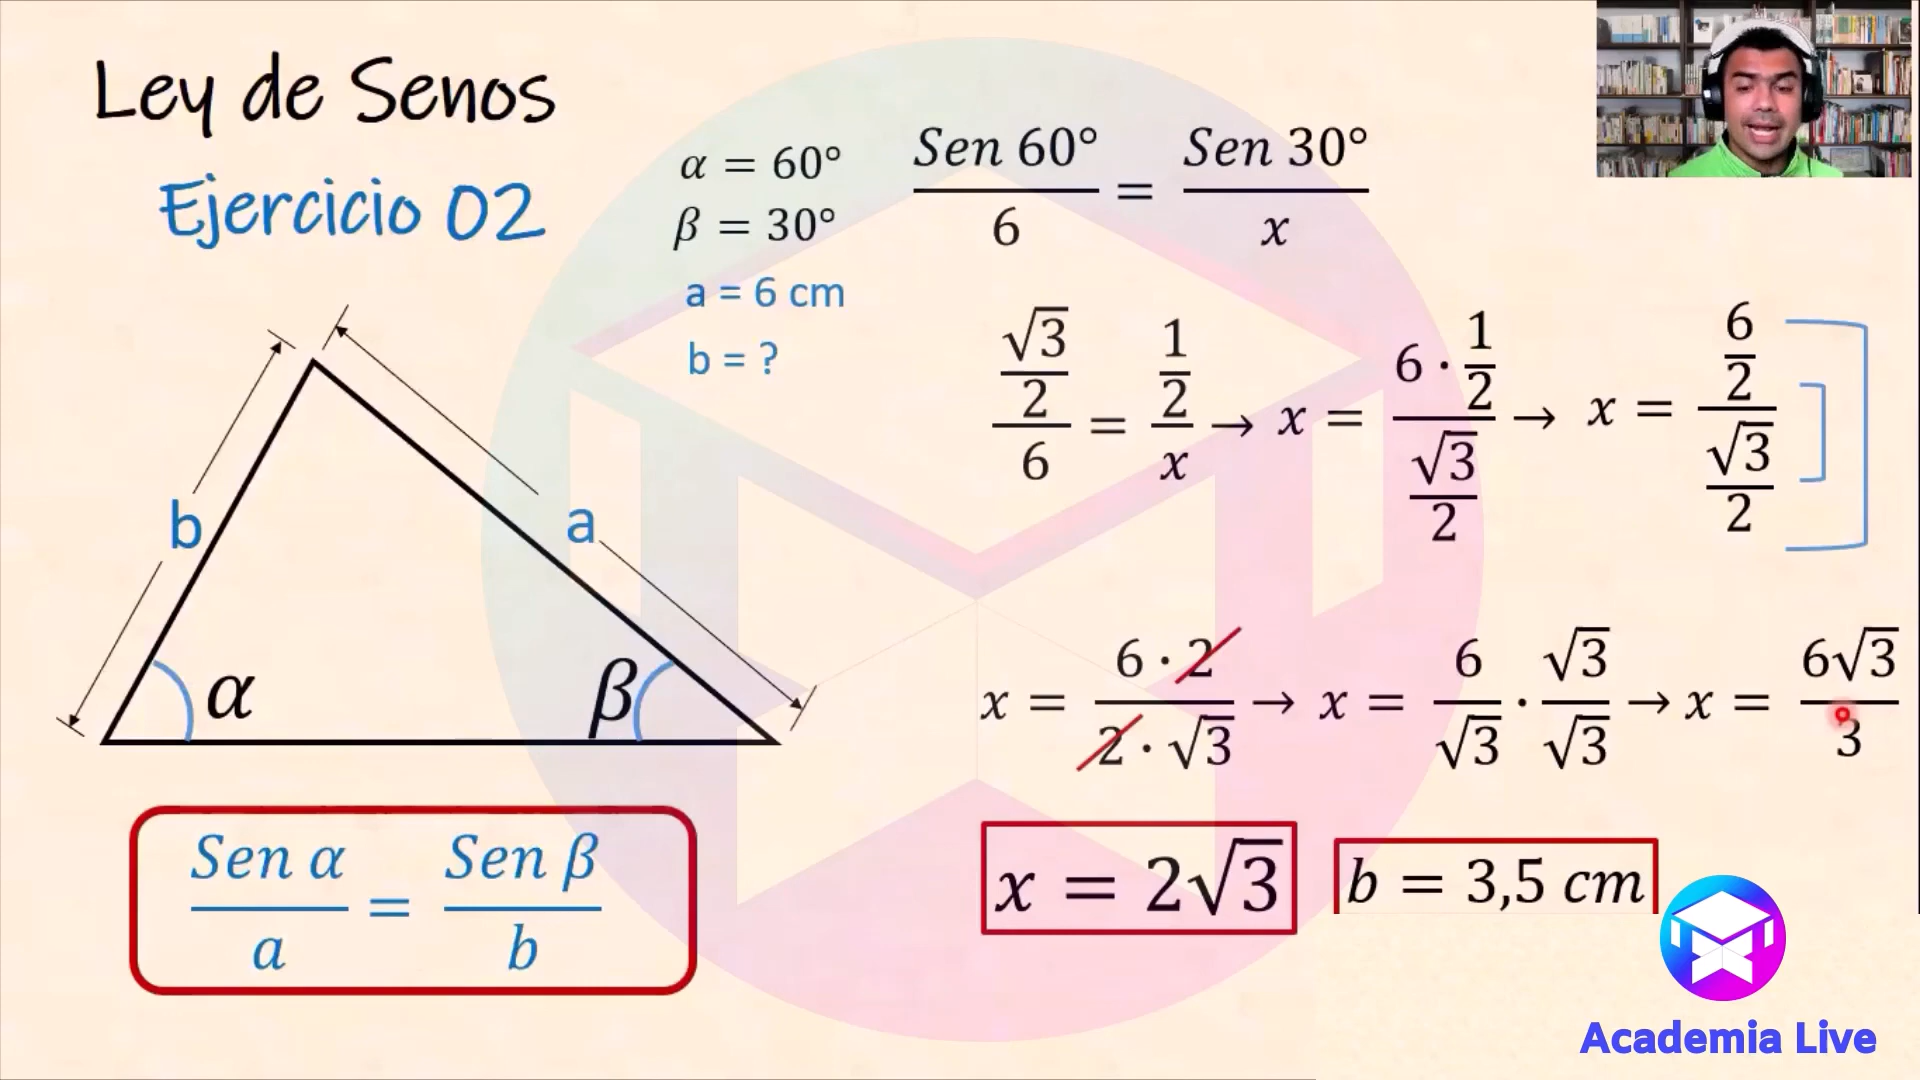 Ley de Senos
Ejercicio 02
α = 60°
β = 30°
a = 6 cm
b = ?
Sen 60° / 6 = Sen 30° / x
b
a
α
β
Sen α / a = Sen β / b
√3/2 / 6 = 1/2 / x → x = 6 · 1/2 / √3/2 → x = 6/2 / √3/2
x = 6 · 2 / 2 · √3 → x = 6/√3 · √3/√3 → x = 6√3/3
x = 2√3
b = 3,5 cm
Academia Live